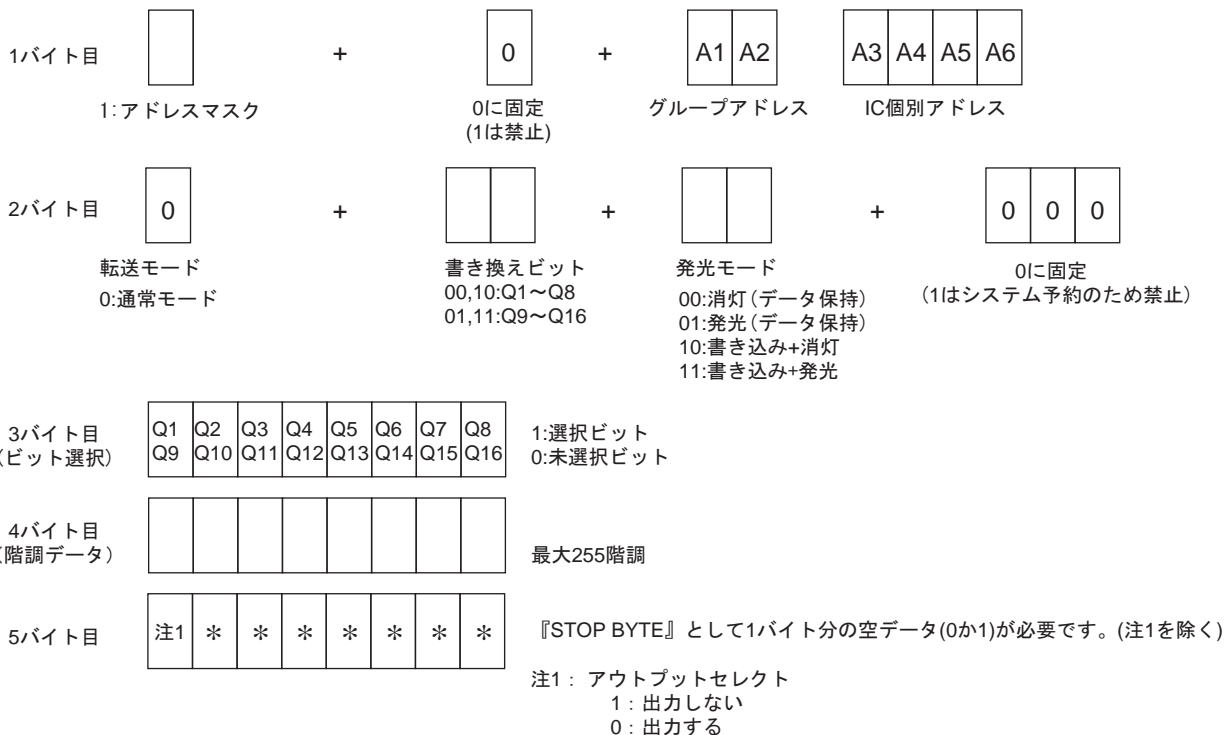 1バイト目 + 0 + A1 A2 A3 A4 A5 A6
1:アドレスマスク 0に固定 グループアドレス IC個別アドレス
(1は禁止)
2バイト目 0 + + + 0 0 0
転送モード 書き換えビット 発光モード 0に固定
0:通常モード 00,10:Q1〜Q8 00:消灯(データ保持) (1はシステム予約のため禁止)
01,11:Q9〜Q16 01:発光(データ保持)
10:書き込み+消灯
11:書き込み+発光
3バイト目 Q1 Q2 Q3 Q4 Q5 Q6 Q7 Q8 1:選択ビット
(ビット選択) Q9 Q10 Q11 Q12 Q13 Q14 Q15 Q16 0:未選択ビット
4バイト目
(階調データ) 最大255階調
5バイト目 注1 * * * * * * * 『STOP BYTE』として1バイト分の空データ(0か1)が必要です。(注1を除く)
注1: アウトプットセレクト
1:出力しない
0:出力する